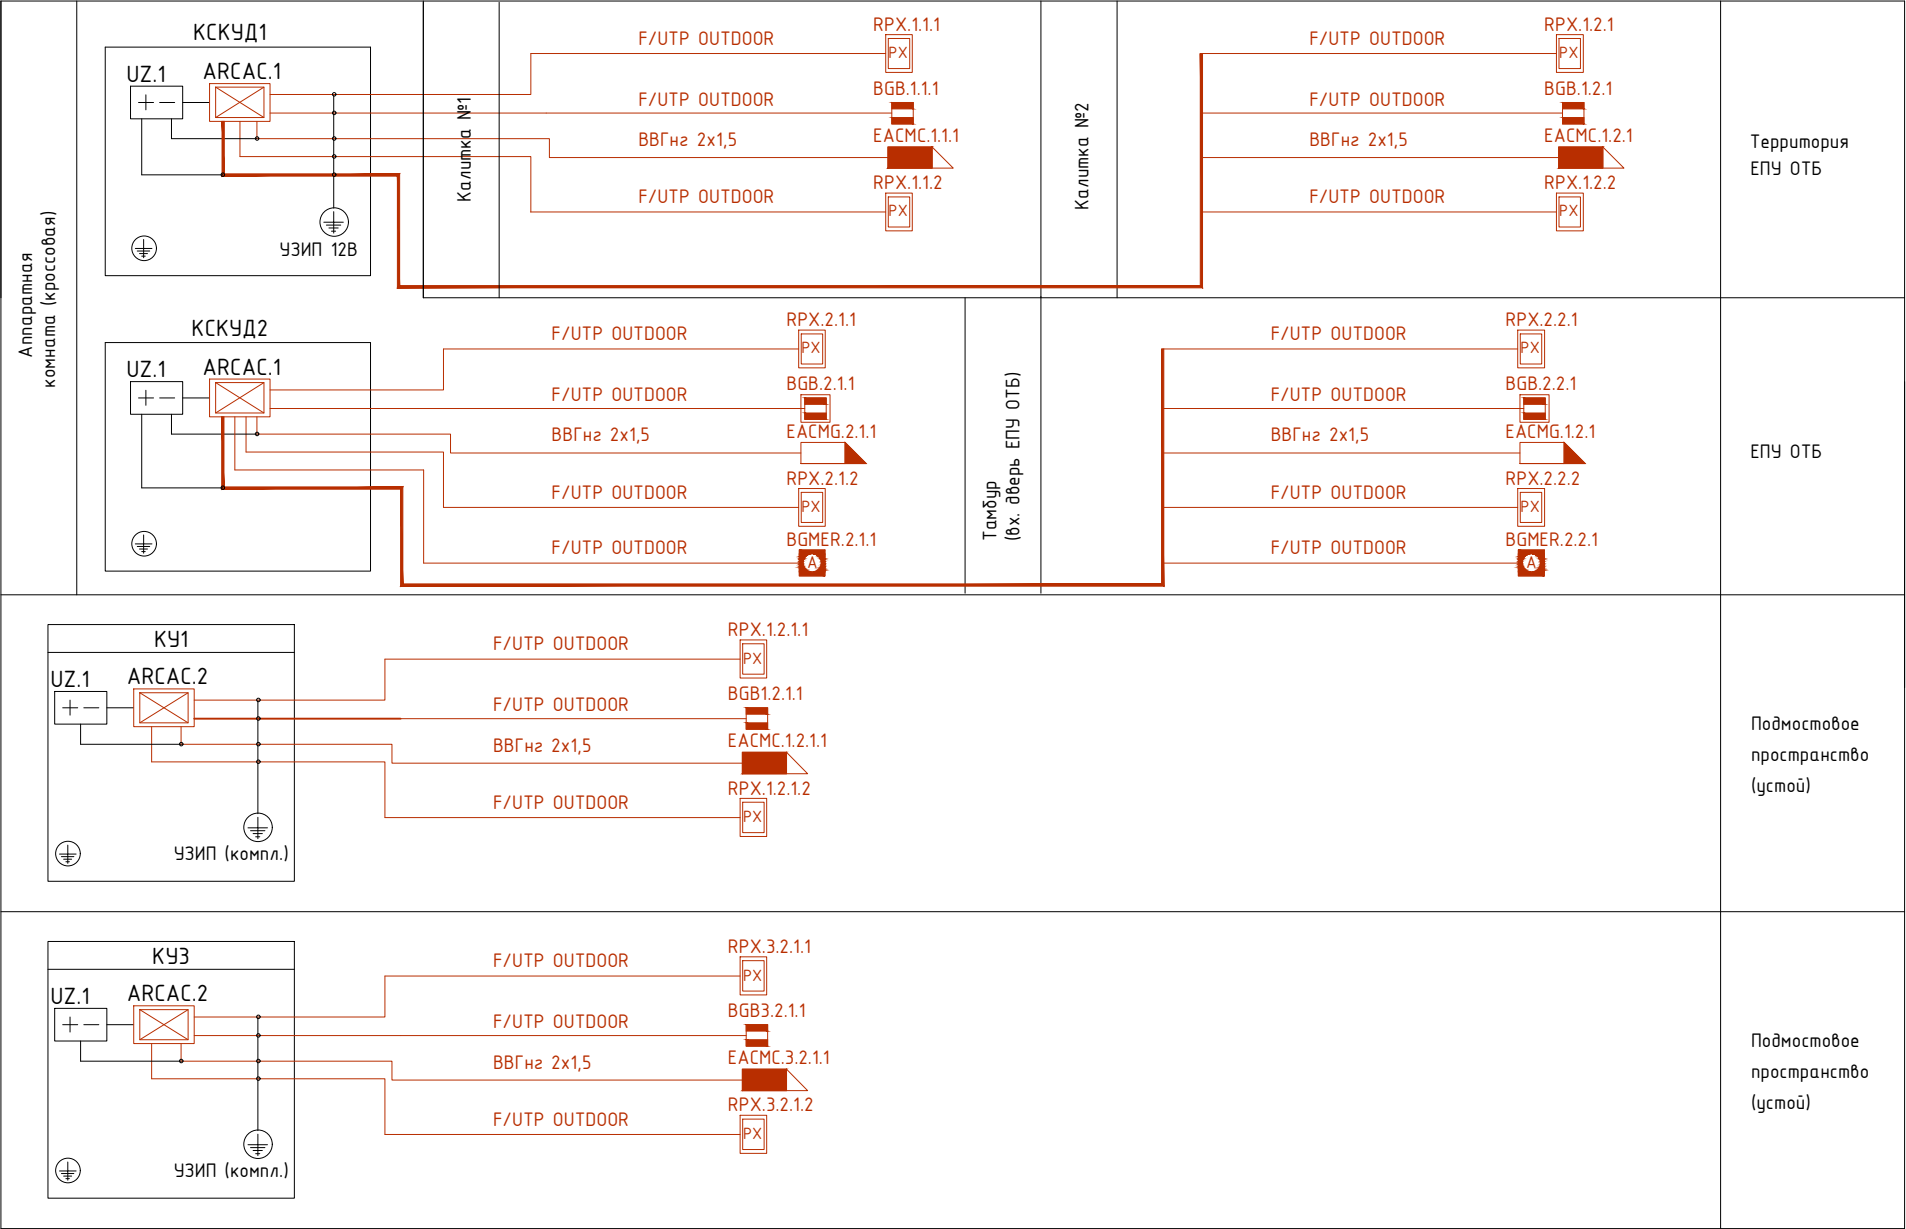 Аппаратная
комната (кроссовая)
КСКУД1
UZ.1
ARCAC.1
УЗИП 12В
Калитка №1
F/UTP OUTDOOR
RPX.1.1.1
PX
F/UTP OUTDOOR
BGB.1.1.1
ВВГнг 2х1,5
EACMC.1.1.1
F/UTP OUTDOOR
RPX.1.1.2
PX
Калитка №2
F/UTP OUTDOOR
RPX.1.2.1
PX
F/UTP OUTDOOR
BGB.1.2.1
ВВГнг 2х1,5
EACMC.1.2.1
F/UTP OUTDOOR
RPX.1.2.2
PX
Территория
ЕПУ ОТБ
КСКУД2
UZ.1
ARCAC.1
F/UTP OUTDOOR
RPX.2.1.1
PX
F/UTP OUTDOOR
BGB.2.1.1
ВВГнг 2х1,5
EACMG.2.1.1
F/UTP OUTDOOR
RPX.2.1.2
PX
F/UTP OUTDOOR
BGMER.2.1.1
A
Тамбур
(вх. дверь ЕПУ ОТБ)
F/UTP OUTDOOR
RPX.2.2.1
PX
F/UTP OUTDOOR
BGB.2.2.1
ВВГнг 2х1,5
EACMG.1.2.1
F/UTP OUTDOOR
RPX.2.2.2
PX
F/UTP OUTDOOR
BGMER.2.2.1
A
ЕПУ ОТБ
КУ1
UZ.1
ARCAC.2
УЗИП (компл.)
F/UTP OUTDOOR
RPX.1.2.1.1
PX
F/UTP OUTDOOR
BGB1.2.1.1
ВВГнг 2х1,5
EACMC.1.2.1.1
F/UTP OUTDOOR
RPX.1.2.1.2
PX
Подмостовое
пространство
(устой)
КУ3
UZ.1
ARCAC.2
УЗИП (компл.)
F/UTP OUTDOOR
RPX.3.2.1.1
PX
F/UTP OUTDOOR
BGB3.2.1.1
ВВГнг 2х1,5
EACMC.3.2.1.1
F/UTP OUTDOOR
RPX.3.2.1.2
PX
Подмостовое
пространство
(устой)